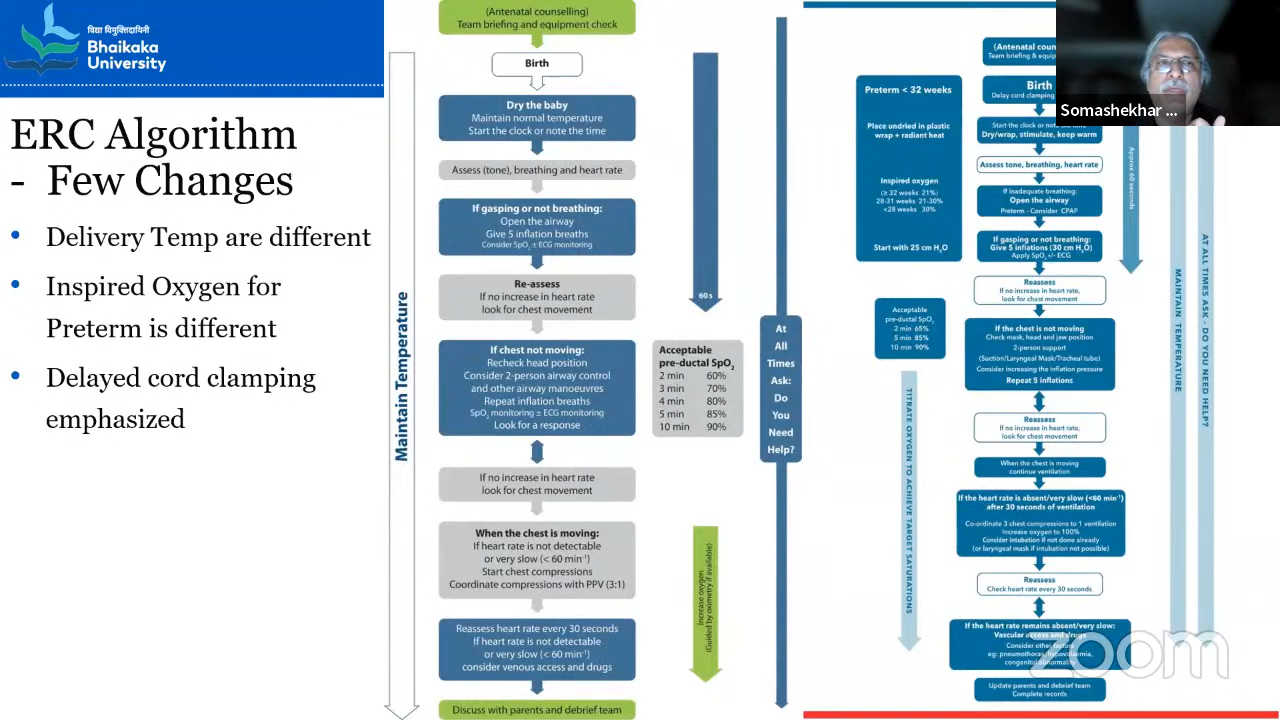 विद्या विमुक्तिदायिनी
Bhaikaka
University
ERC Algorithm
- Few Changes
• Delivery Temp are different
• Inspired Oxygen for
Preterm is different
• Delayed cord clamping
emphasized
Maintain Temperature
(Antenatal counselling)
Team briefing and equipment check
Birth
Dry the baby
Maintain normal temperature
Start the clock or note the time
Assess (tone), breathing and heart rate
If gasping or not breathing:
Open the airway
Give 5 inflation breaths
Consider SpO2 ± ECG monitoring
Re-assess
If no increase in heart rate
look for chest movement
If chest not moving:
Recheck head position
Consider 2-person airway control
and other airway manoeuvres
Repeat inflation breaths
SpO2 monitoring ± ECG monitoring
Look for a response
If no increase in heart rate
look for chest movement
When the chest is moving:
If heart rate is not detectable
or very slow (< 60 min-1)
Start chest compressions
Coordinate compressions with PPV (3:1)
Reassess heart rate every 30 seconds
If heart rate is not detectable
or very slow (< 60 min-1)
consider venous access and drugs
Discuss with parents and debrief team
60 s
Acceptable
pre-ductal SpO2
2 min 60%
3 min 70%
4 min 80%
5 min 85%
10 min 90%
Increase oxygen
(Guided by oximetry if available)
At
All
Times
Ask:
Do
You
Need
Help?
Preterm < 32 weeks
Place undried in plastic
wrap + radiant heat
Inspired oxygen
(≥ 32 weeks 21%)
28-31 weeks 21-30%
<28 weeks 30%
Start with 25 cm H2O
Acceptable
pre-ductal SpO2
2 min 65%
5 min 85%
10 min 90%
TITRATE OXYGEN TO ACHIEVE TARGET SATURATIONS
(Antenatal coun
Team briefing & equip
Birth
Delay cord clamping
Start the clock or note
Dry/wrap, stimulate, keep warm
Assess tone, breathing, heart rate
If inadequate breathing:
Open the airway
Preterm - Consider CPAP
If gasping or not breathing:
Give 5 inflations (30 cm H2O)
Apply SpO2 +/- ECG
Reassess
If no increase in heart rate,
look for chest movement
If the chest is not moving
Check mask, head and jaw position
2-person support
(Suction/Laryngeal Mask/Tracheal tube)
Consider increasing the inflation pressure
Repeat 5 inflations
Reassess
If no increase in heart rate,
look for chest movement
When the chest is moving
continue ventilation
If the heart rate is absent/very slow (<60 min-1)
after 30 seconds of ventilation
Co-ordinate 3 chest compressions to 1 ventilation
Increase oxygen to 100%
Consider intubation if not done already
(or laryngeal mask if intubation not possible)
Reassess
Check heart rate every 30 seconds
If the heart rate remains absent/very slow:
Vascular access and drugs
Consider other factors
eg: pneumothorax, hypovolaemia,
congenital abnormality
Update parents and debrief team
Complete records
Approx 60 seconds
MAINTAIN TEMPERATURE
AT ALL TIMES ASK - DO YOU NEED HELP?
Somashekhar ...
zoom